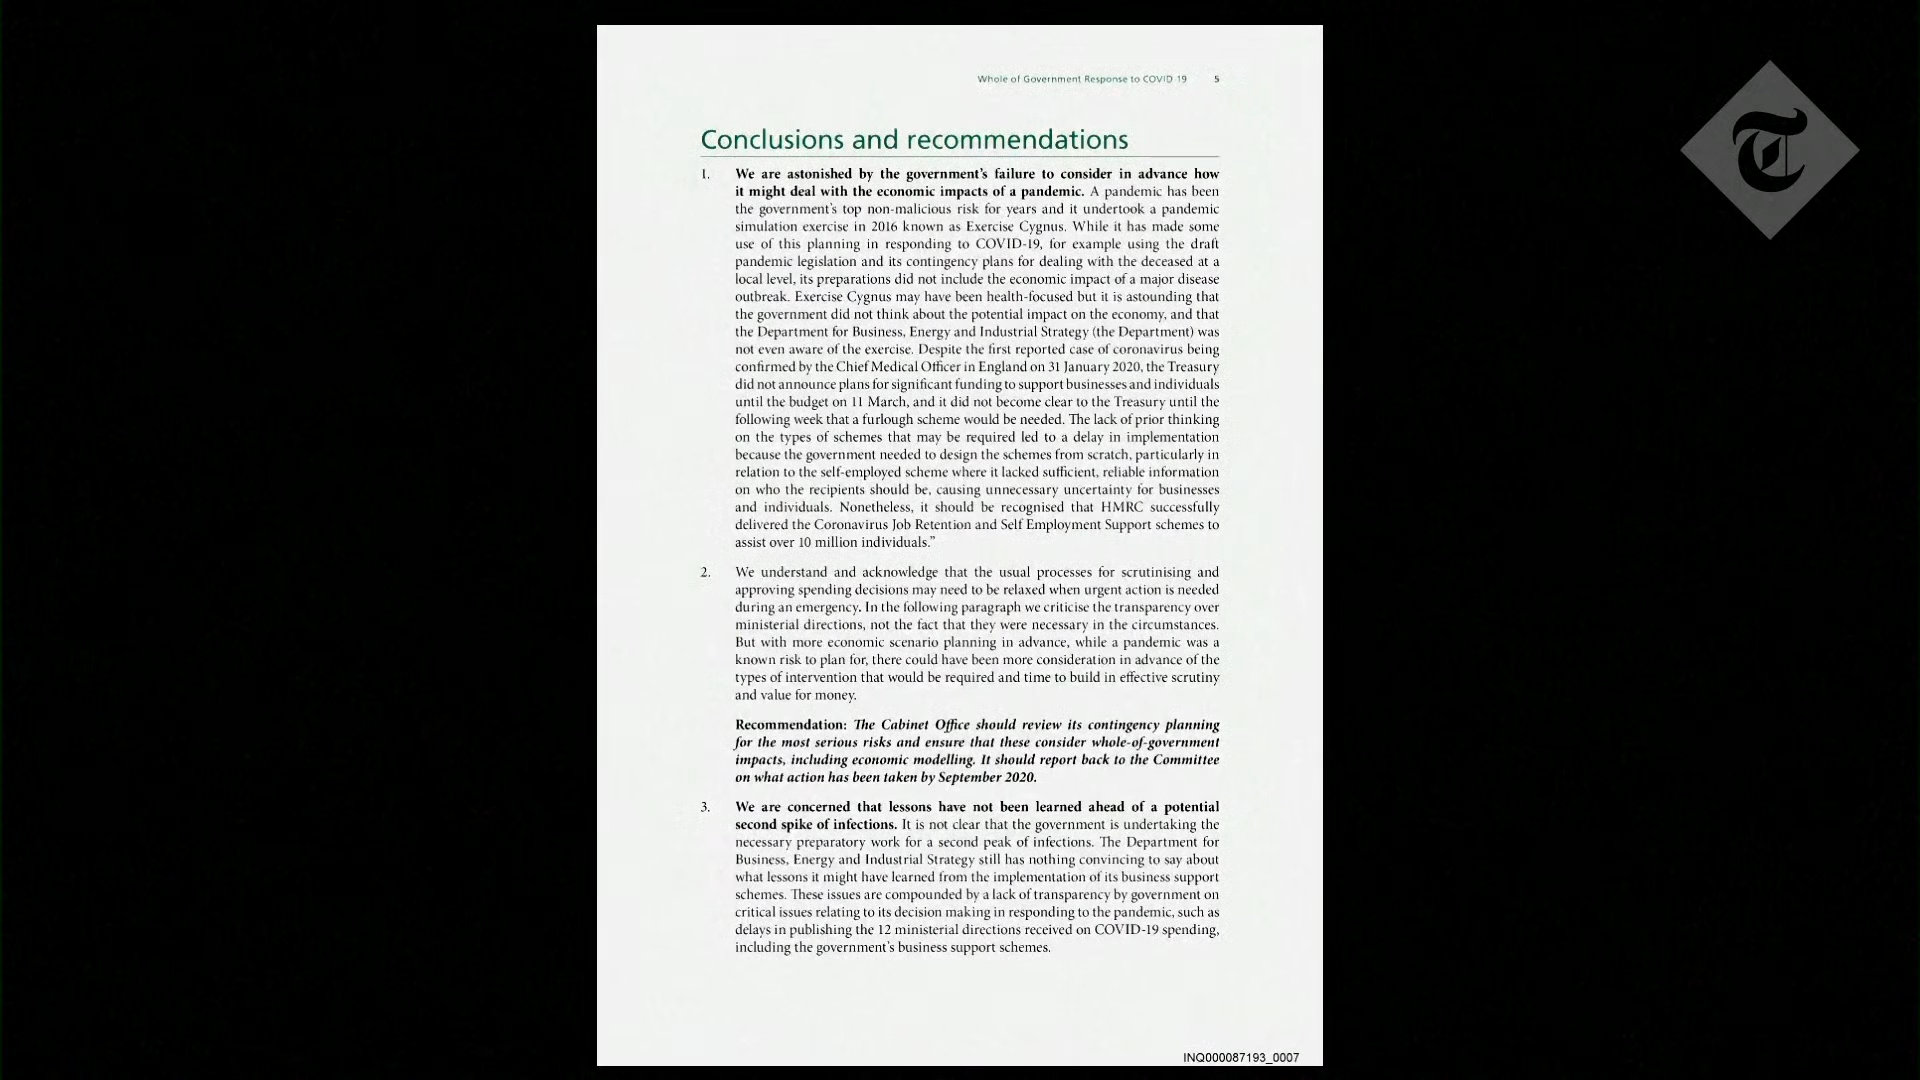 Whole of Government Response to COVID-19 5
Conclusions and recommendations
1. We are astonished by the government's failure to consider in advance how
it might deal with the economic impacts of a pandemic. A pandemic has been
the government's top non-malicious risk for years and it undertook a pandemic
simulation exercise in 2016 known as Exercise Cygnus. While it has made some
use of this planning in responding to COVID-19, for example using the draft
pandemic legislation and its contingency plans for dealing with the deceased at a
local level, its preparations did not include the economic impact of a major disease
outbreak. Exercise Cygnus may have been health-focused but it is astounding that
the government did not think about the potential impact on the economy, and that
the Department for Business, Energy and Industrial Strategy (the Department) was
not even aware of the exercise. Despite the first reported case of coronavirus being
confirmed by the Chief Medical Officer in England on 31 January 2020, the Treasury
did not announce plans for significant funding to support businesses and individuals
until the budget on 11 March, and it did not become clear to the Treasury until the
following week that a furlough scheme would be needed. The lack of prior thinking
on the types of schemes that may be required led to a delay in implementation
because the government needed to design the schemes from scratch, particularly in
relation to the self-employed scheme where it lacked sufficient, reliable information
on who the recipients should be, causing unnecessary uncertainty for businesses
and individuals. Nonetheless, it should be recognised that HMRC successfully
delivered the Coronavirus Job Retention and Self Employment Support schemes to
assist over 10 million individuals.”
2. We understand and acknowledge that the usual processes for scrutinising and
approving spending decisions may need to be relaxed when urgent action is needed
during an emergency. In the following paragraph we criticise the transparency over
ministerial directions, not the fact that they were necessary in the circumstances.
But with more economic scenario planning in advance, while a pandemic was a
known risk to plan for, there could have been more consideration in advance of the
types of intervention that would be required and time to build in effective scrutiny
and value for money.
Recommendation: The Cabinet Office should review its contingency planning
for the most serious risks and ensure that these consider whole-of-government
impacts, including economic modelling. It should report back to the Committee
on what action has been taken by September 2020.
3. We are concerned that lessons have not been learned ahead of a potential
second spike of infections. It is not clear that the government is undertaking the
necessary preparatory work for a second peak of infections. The Department for
Business, Energy and Industrial Strategy still has nothing convincing to say about
what lessons it might have learned from the implementation of its business support
schemes. These issues are compounded by a lack of transparency by government on
critical issues relating to its decision making in responding to the pandemic, such as
delays in publishing the 12 ministerial directions received on COVID-19 spending,
including the government's business support schemes.
INQ000087193_0007
T